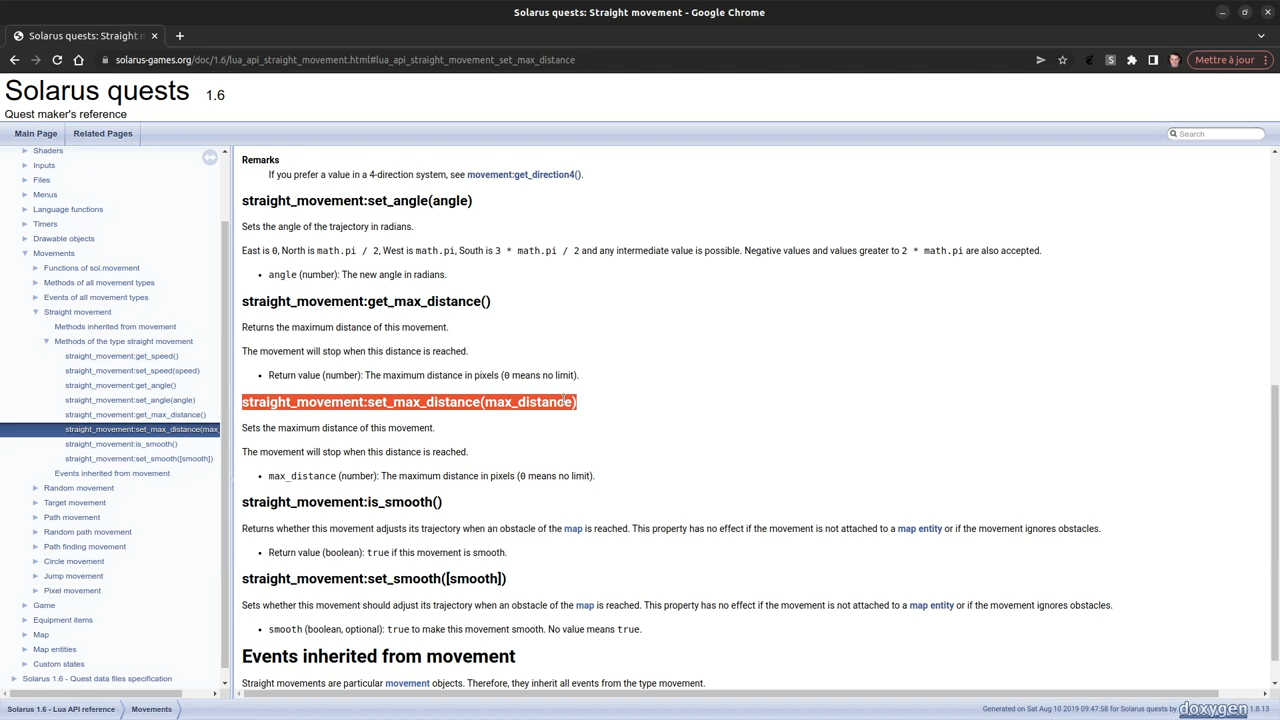 Solarus quests: Straight movement - Google Chrome
Solarus quests: Straight m
solarus-games.org/doc/1.6/lua_api_straight_movement.html#lua_api_straight_movement_set_max_distance
Mettre à jour
Solarus quests 1.6
Quest maker's reference
Main Page
Related Pages
Search
Shaders
Inputs
Files
Menus
Language functions
Timers
Drawable objects
Movements
Functions of sol.movement
Methods of all movement types
Events of all movement types
Straight movement
Methods inherited from movement
Methods of the type straight movement
straight_movement:get_speed()
straight_movement:set_speed(speed)
straight_movement:get_angle()
straight_movement:set_angle(angle)
straight_movement:get_max_distance()
straight_movement:set_max_distance(max_
straight_movement:is_smooth()
straight_movement:set_smooth([smooth])
Events inherited from movement
Random movement
Target movement
Path movement
Random path movement
Path finding movement
Circle movement
Jump movement
Pixel movement
Game
Equipment items
Map
Map entities
Custom states
Solarus 1.6 - Quest data files specification
Remarks
If you prefer a value in a 4-direction system, see movement:get_direction4().
straight_movement:set_angle(angle)
Sets the angle of the trajectory in radians.
East is 0, North is math.pi / 2, West is math.pi, South is 3 * math.pi / 2 and any intermediate value is possible. Negative values and values greater to 2 * math.pi are also accepted.
• angle (number): The new angle in radians.
straight_movement:get_max_distance()
Returns the maximum distance of this movement.
The movement will stop when this distance is reached.
• Return value (number): The maximum distance in pixels (0 means no limit).
straight_movement:set_max_distance(max_distance)
Sets the maximum distance of this movement.
The movement will stop when this distance is reached.
• max_distance (number): The maximum distance in pixels (0 means no limit).
straight_movement:is_smooth()
Returns whether this movement adjusts its trajectory when an obstacle of the map is reached. This property has no effect if the movement is not attached to a map entity or if the movement ignores obstacles.
• Return value (boolean): true if this movement is smooth.
straight_movement:set_smooth([smooth])
Sets whether this movement should adjust its trajectory when an obstacle of the map is reached. This property has no effect if the movement is not attached to a map entity or if the movement ignores obstacles.
• smooth (boolean, optional): true to make this movement smooth. No value means true.
Events inherited from movement
Straight movements are particular movement objects. Therefore, they inherit all events from the type movement.
Solarus 1.6 - Lua API reference
Movements
Generated on Sat Aug 10 2019 09:47:58 for Solarus quests by doxygen 1.8.13